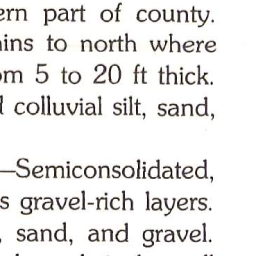 ern part of county.
ins to north where
om 5 to 20 ft thick.
colluvial silt, sand,
—Semiconsolidated,
s gravel-rich layers.
, sand, and gravel.